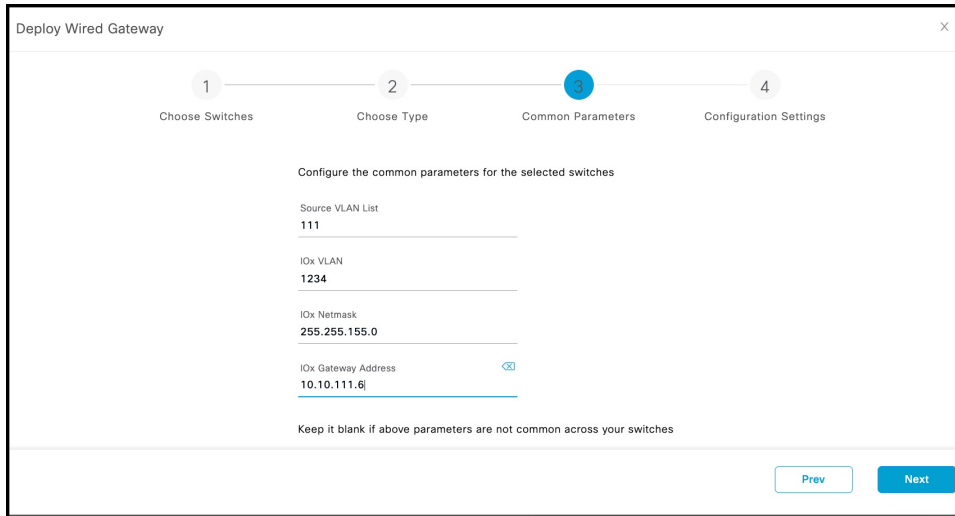 Deploy Wired Gateway
X
1
2
3
4
Choose Switches
Choose Type
Common Parameters
Configuration Settings
Configure the common parameters for the selected switches
Source VLAN List
111
IOx VLAN
1234
IOx Netmask
255.255.155.0
IOx Gateway Address
10.10.111.6
Keep it blank if above parameters are not common across your switches
Prev
Next